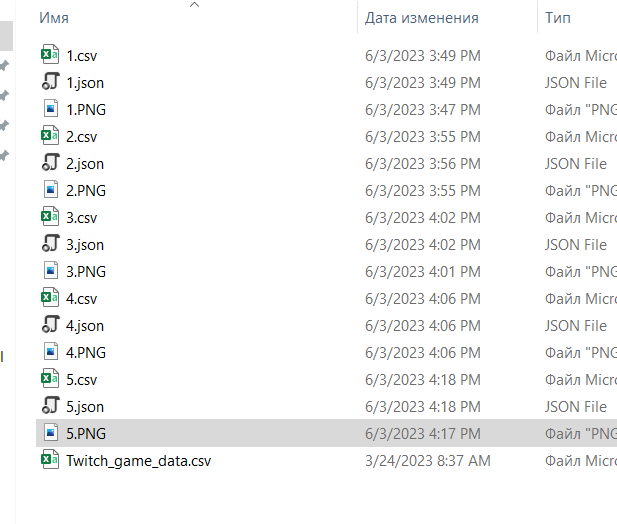 Имя Дата изменения Тип
1.csv 6/3/2023 3:49 PM Файл Micr
1.json 6/3/2023 3:49 PM JSON File
1.PNG 6/3/2023 3:47 PM Файл "PNG
2.csv 6/3/2023 3:55 PM Файл Micr
2.json 6/3/2023 3:56 PM JSON File
2.PNG 6/3/2023 3:55 PM Файл "PNG
3.csv 6/3/2023 4:02 PM Файл Micr
3.json 6/3/2023 4:02 PM JSON File
3.PNG 6/3/2023 4:01 PM Файл "PNG
4.csv 6/3/2023 4:06 PM Файл Micr
4.json 6/3/2023 4:06 PM JSON File
4.PNG 6/3/2023 4:06 PM Файл "PNG
5.csv 6/3/2023 4:18 PM Файл Micr
5.json 6/3/2023 4:18 PM JSON File
5.PNG 6/3/2023 4:17 PM Файл "PNG
Twitch_game_data.csv 3/24/2023 8:37 AM Файл Micr